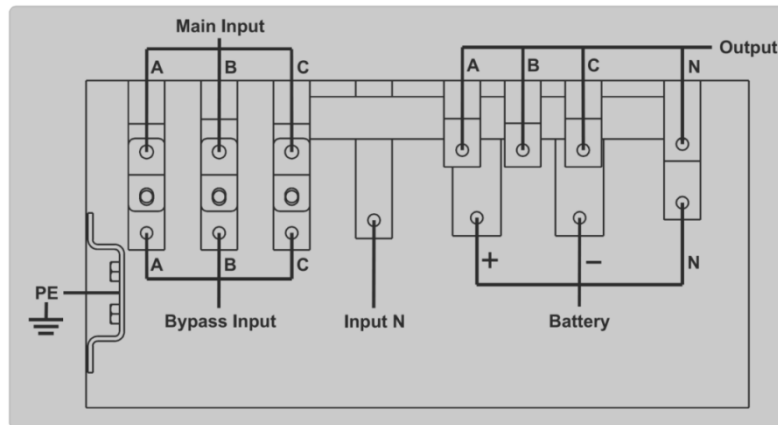 Main Input
Output
A B C
A B C N
A B C
+ − N
PE
Bypass Input
Input N
Battery